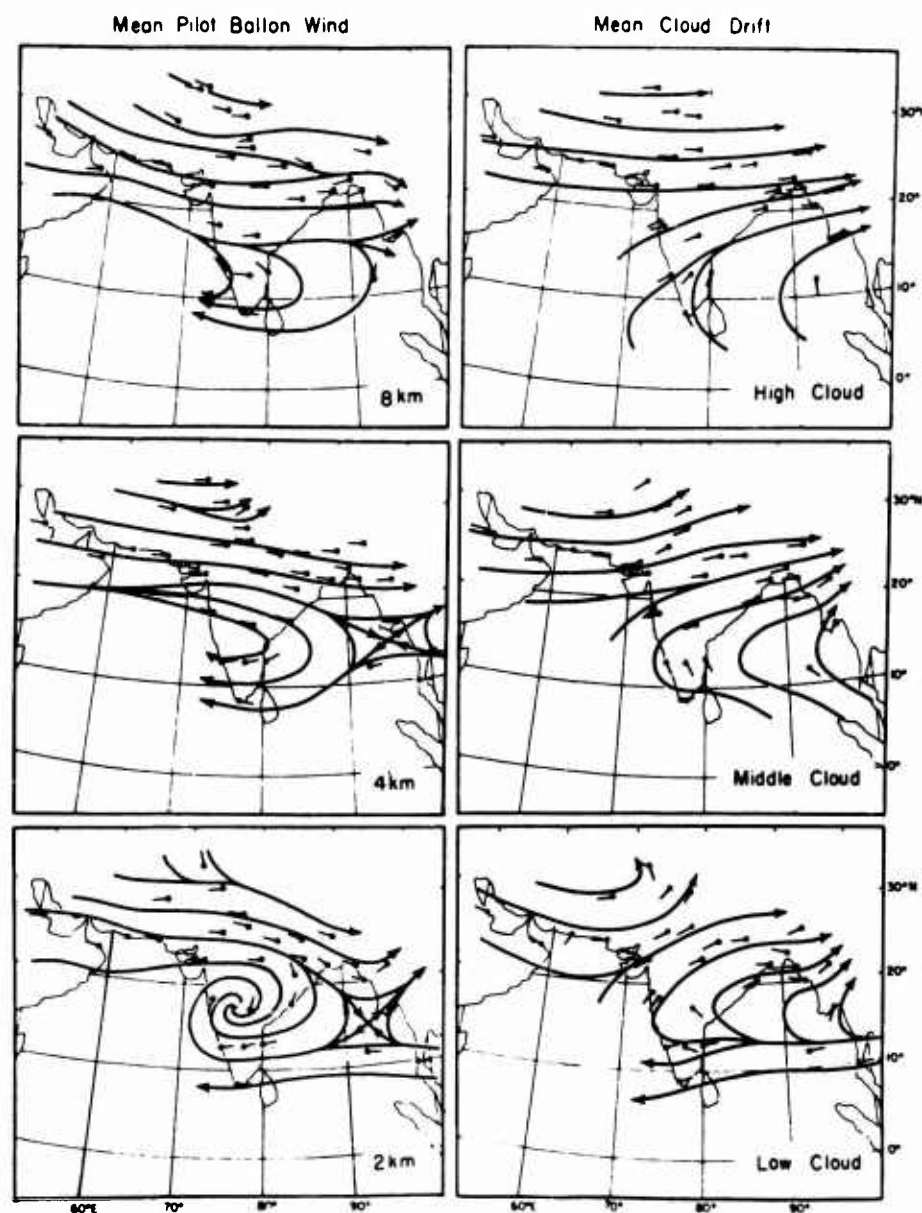 Mean Pilot Ballon Wind
Mean Cloud Drift
30°N
20°
10°
0°
8 km
High Cloud
30°N
20°
10°
4 km
Middle Cloud
30°N
20°
10°
0°
2 km
Low Cloud
60°E 70° 90°
60°E 70° 80° 90°